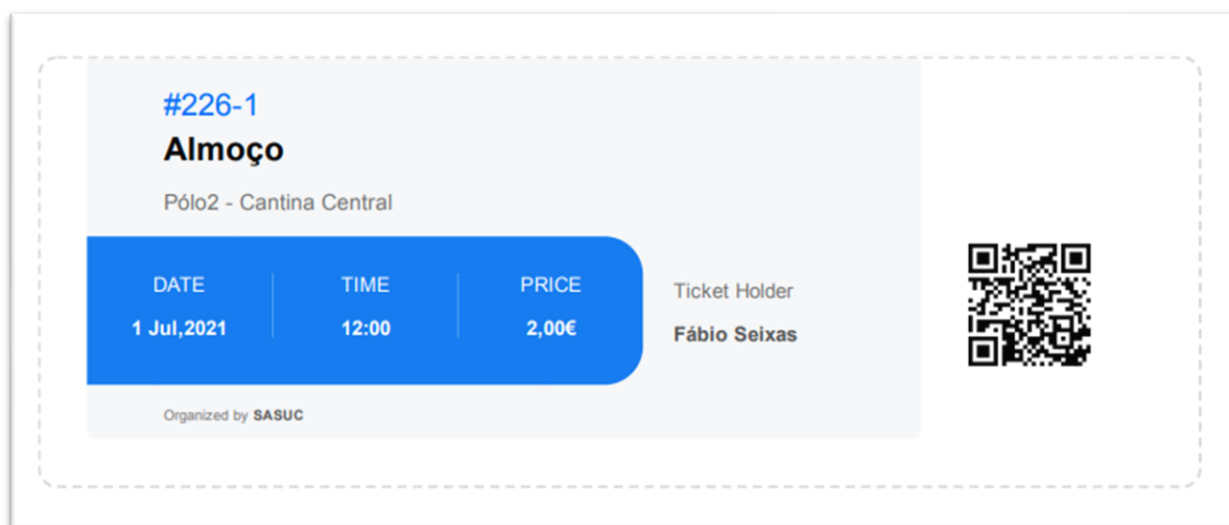 #226-1
Almoço
Pólo2 - Cantina Central
DATE TIME PRICE
1 Jul,2021 12:00 2,00€
Ticket Holder
Fábio Seixas
Organized by SASUC